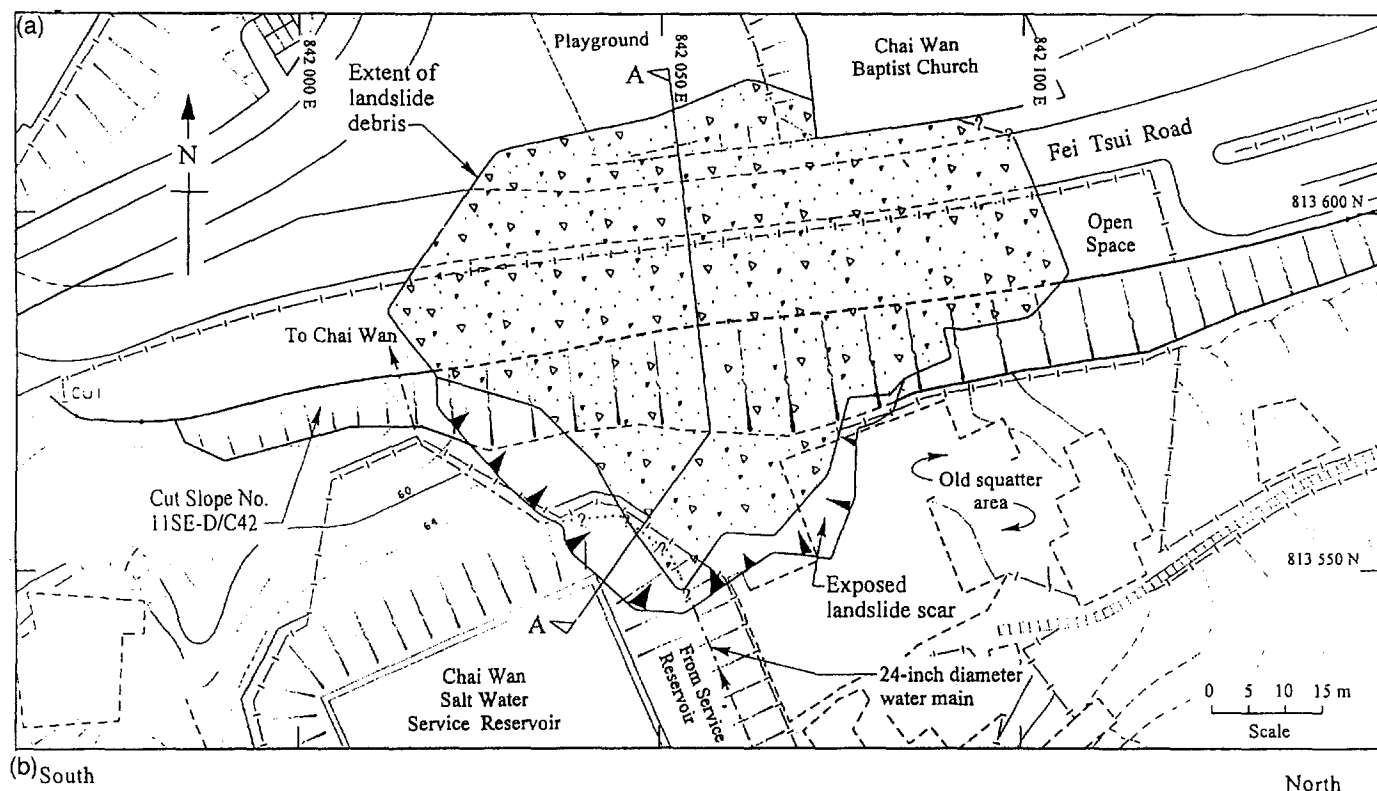 (a)
842 000 E
Playground
842 050 E
A
Chai Wan
Baptist Church
842 100 E
Extent of
landslide
debris
N
?
?
Fei Tsui Road
813 600 N
Open
Space
To Chai Wan
Cut Slope No.
11SE-D/C42
60
64
?
?
?
?
Old squatter
area
813 550 N
Exposed
landslide scar
A
From Service
Reservoir
24-inch diameter
water main
Chai Wan
Salt Water
Service Reservoir
0 5 10 15 m
Scale
(b)
South
North